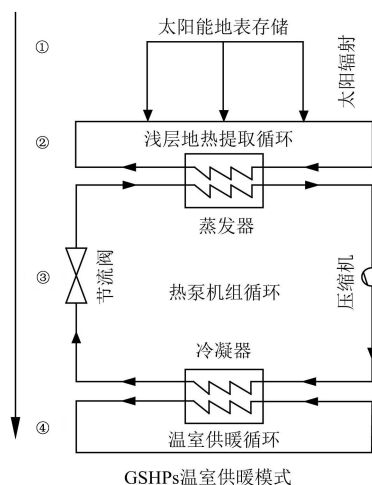 太阳能地表存储
①
太阳辐射
②
浅层地热提取循环
蒸发器
③
节流阀
热泵机组循环
压缩机
冷凝器
④
温室供暖循环
GSHPs温室供暖模式